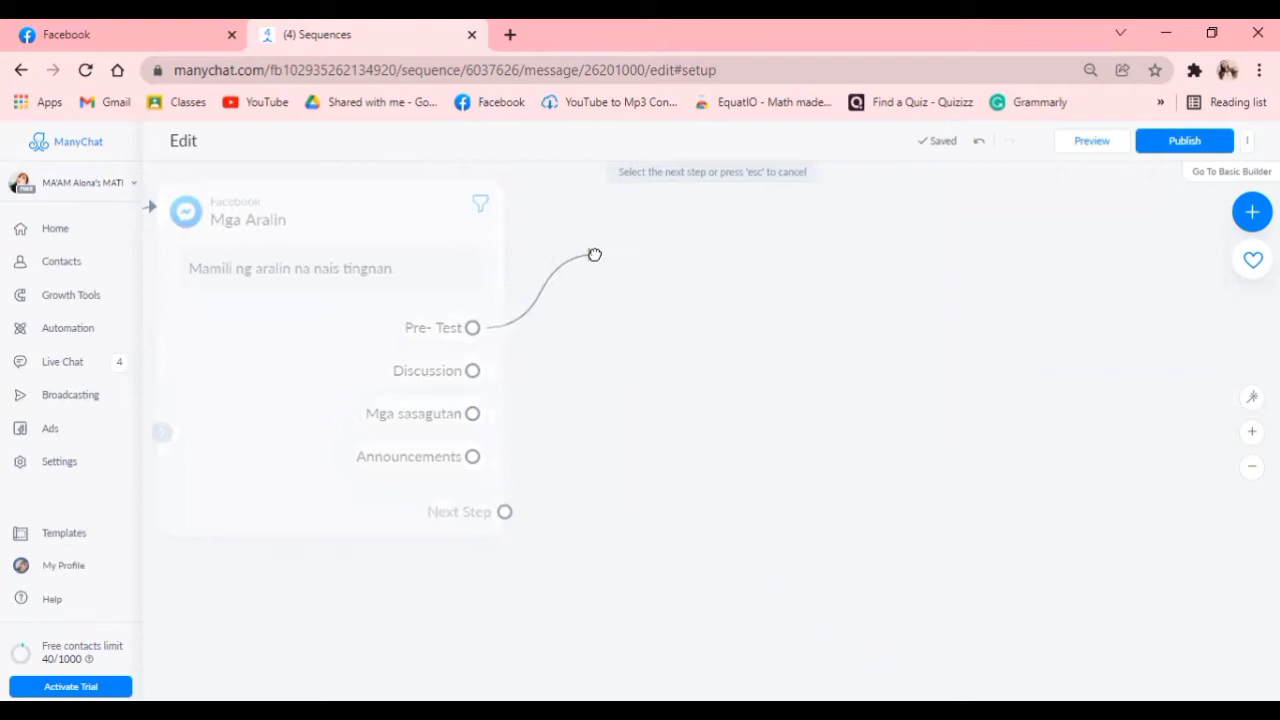 Facebook
(4) Sequences
manychat.com/fb102935262134920/sequence/6037626/message/26201000/edit#setup
Apps
Gmail
Classes
YouTube
Shared with me - Go...
Facebook
YouTube to Mp3 Con...
EquatIO - Math made...
Find a Quiz - Quizizz
Grammarly
»
Reading list
ManyChat
Edit
Saved
Preview
Publish
MA'AM Alona's MATI
Select the next step or press 'esc' to cancel
Go To Basic Builder
Home
Contacts
Growth Tools
Automation
Live Chat
4
Broadcasting
Ads
Settings
Templates
My Profile
Help
Free contacts limit
40/1000
Activate Trial
Facebook
Mga Aralin
Mamili ng aralin na nais tingnan
Pre- Test
Discussion
Mga sasagutan
Announcements
Next Step